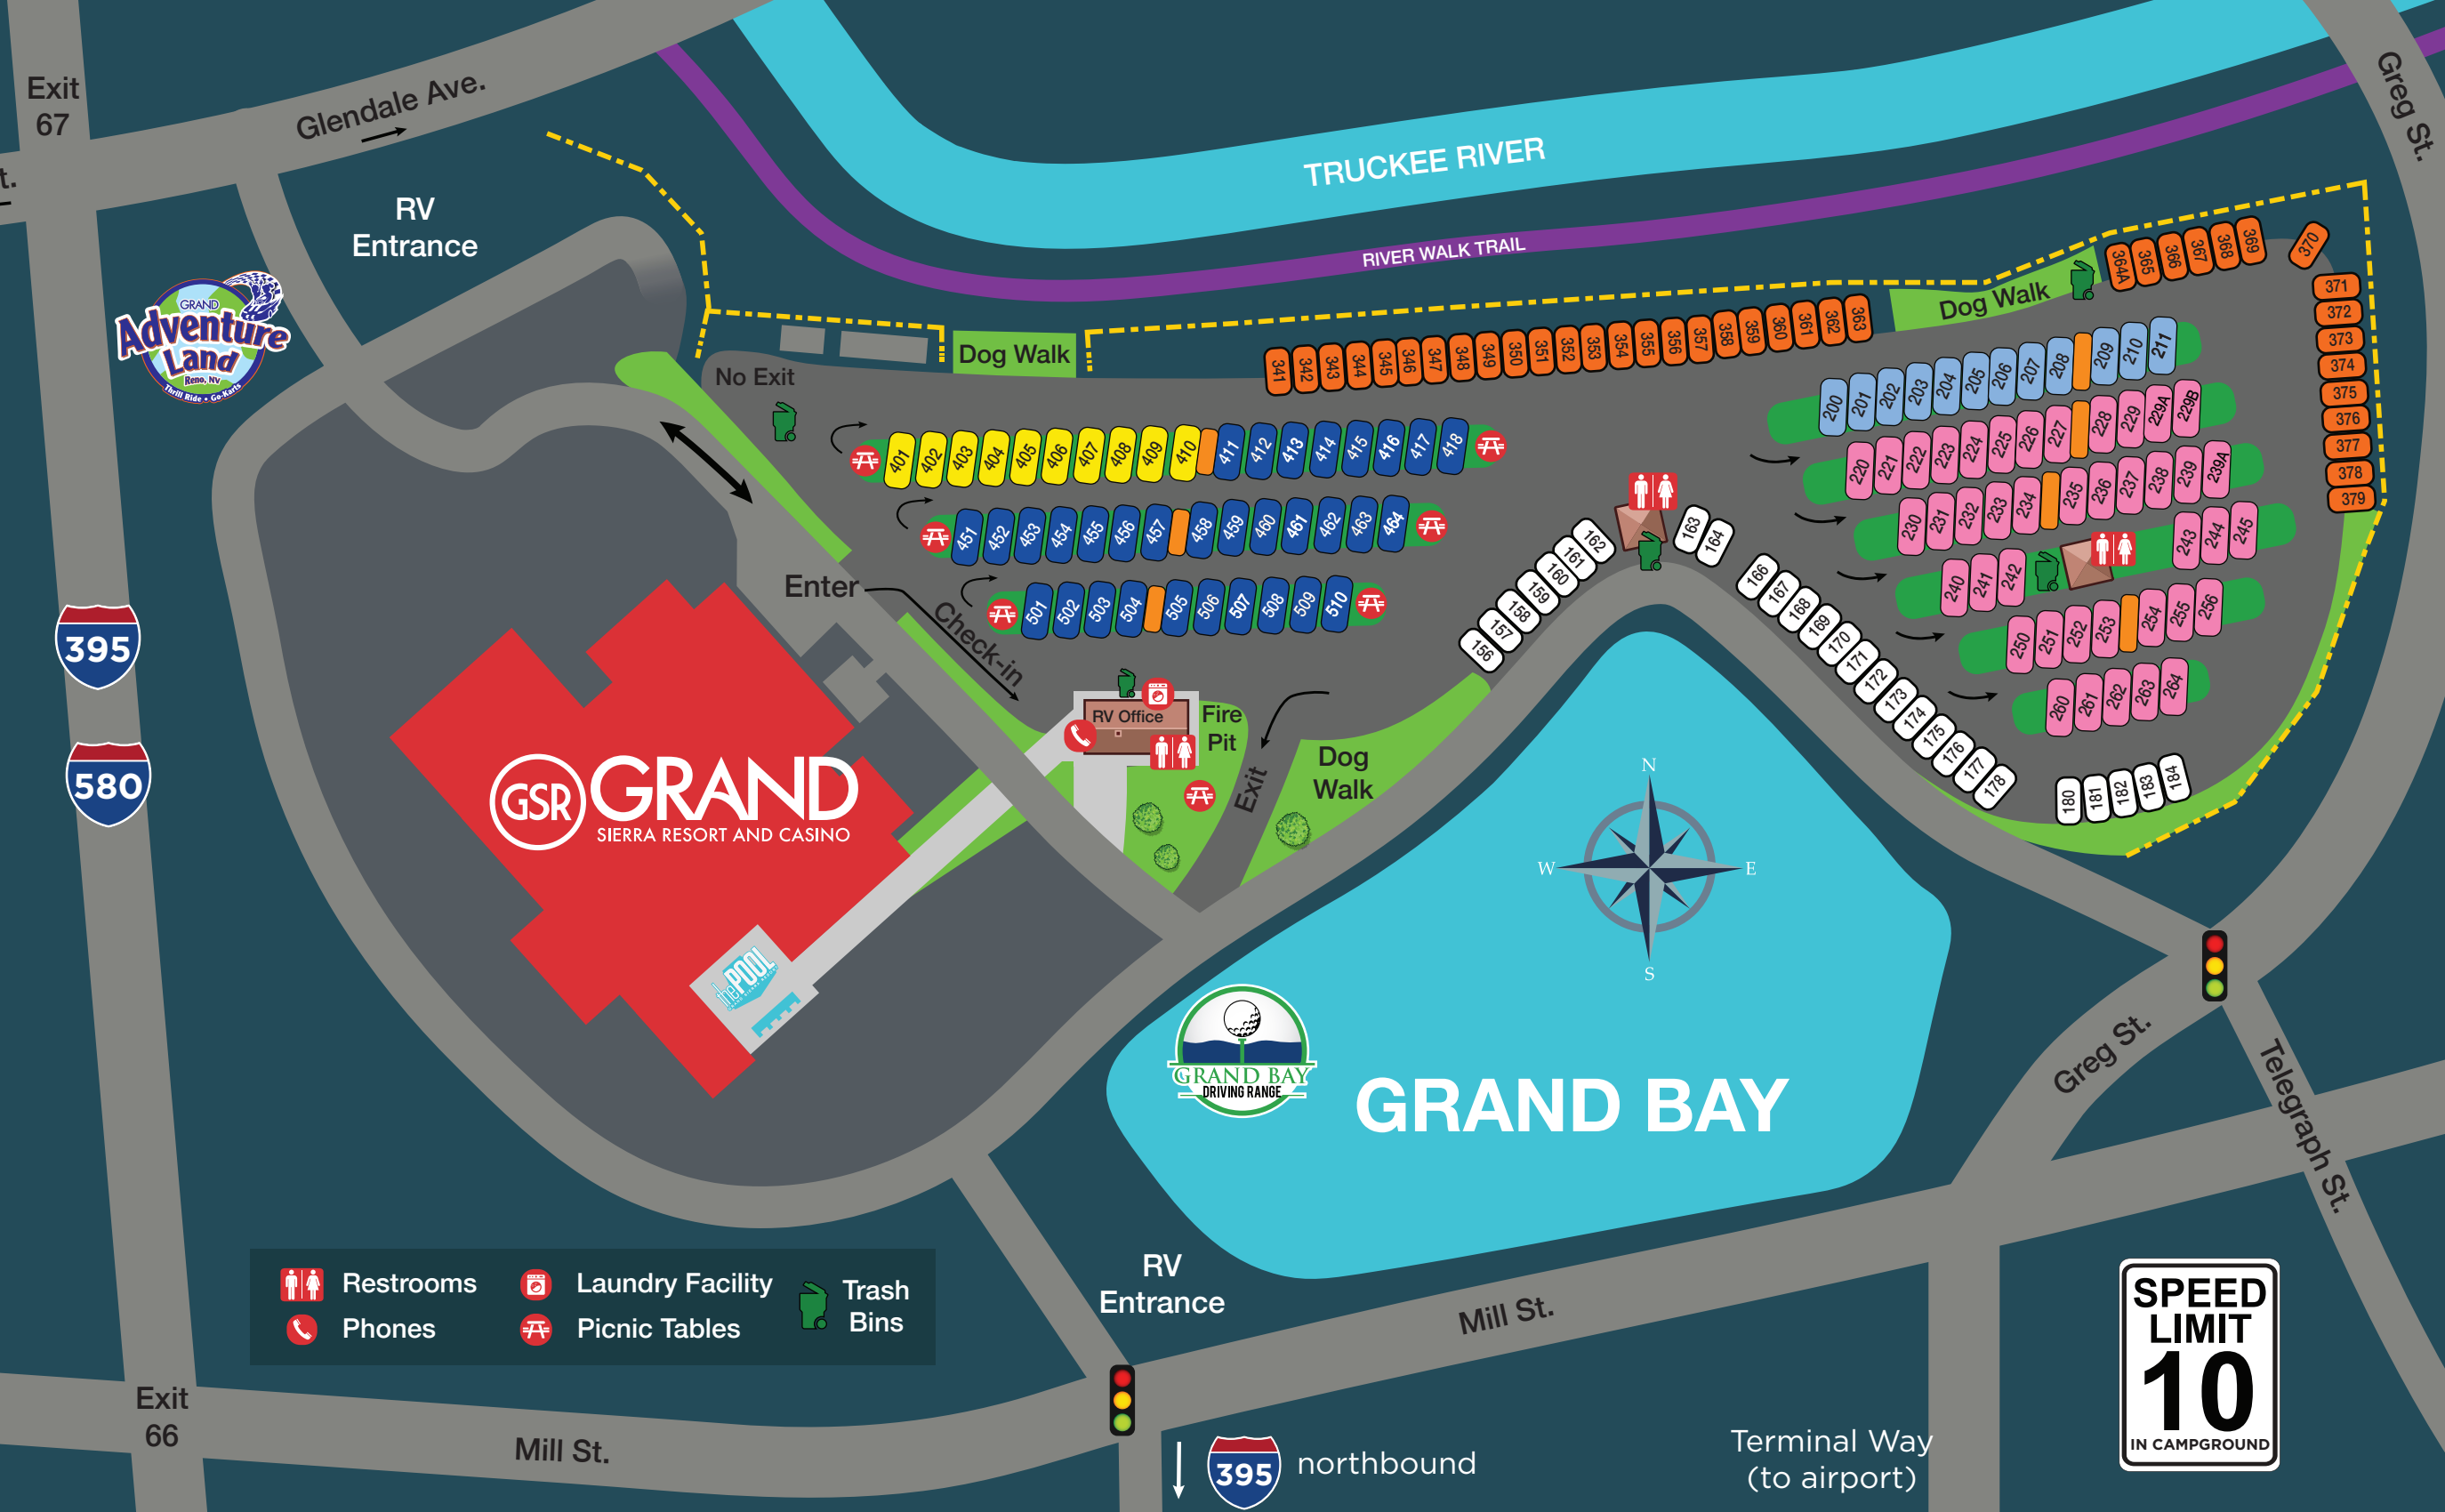 Exit
67
Glendale Ave.
t.
RV
Entrance
GRAND
Adventure
Land
Reno, NV
Thrill Ride • Go-Karts
TRUCKEE RIVER
RIVER WALK TRAIL
Greg St.
No Exit
Dog Walk
341 342 343 344 345 346 347 348 349 350 351 352 353 354 355 356 357 358 359 360 361 362 363
Dog Walk
364A 365 366 367 368 369
370
371
372
373
374
375
376
377
378
379
401 402 403 404 405 406 407 408 409 410 411 412 413 414 415 416 417 418
451 452 453 454 455 456 457 458 459 460 461 462 463 464
501 502 503 504 505 506 507 508 509 510
200 201 202 203 204 205 206 207 208 209 210 211
220 221 222 223 224 225 226 227 228 229 229A 229B
230 231 232 233 234 235 236 237 238 239 239A
240 241 242 243 244 245
250 251 252 253 254 255 256
260 261 262 263 264
156 157 158 159 160 161 162
163 164
166 167 168 169 170 171 172 173 174 175 176 177 178
180 181 182 183 184
Enter
Check-in
RV Office
Fire
Pit
Exit
Dog
Walk
395
580
GSR GRAND
SIERRA RESORT AND CASINO
the POOL
N
W
E
S
GRAND BAY
DRIVING RANGE
GRAND BAY
Greg St.
Telegraph St.
Restrooms
Phones
Laundry Facility
Picnic Tables
Trash
Bins
RV
Entrance
Mill St.
Exit
66
Mill St.
395 northbound
Terminal Way
(to airport)
SPEED
LIMIT
10
IN CAMPGROUND